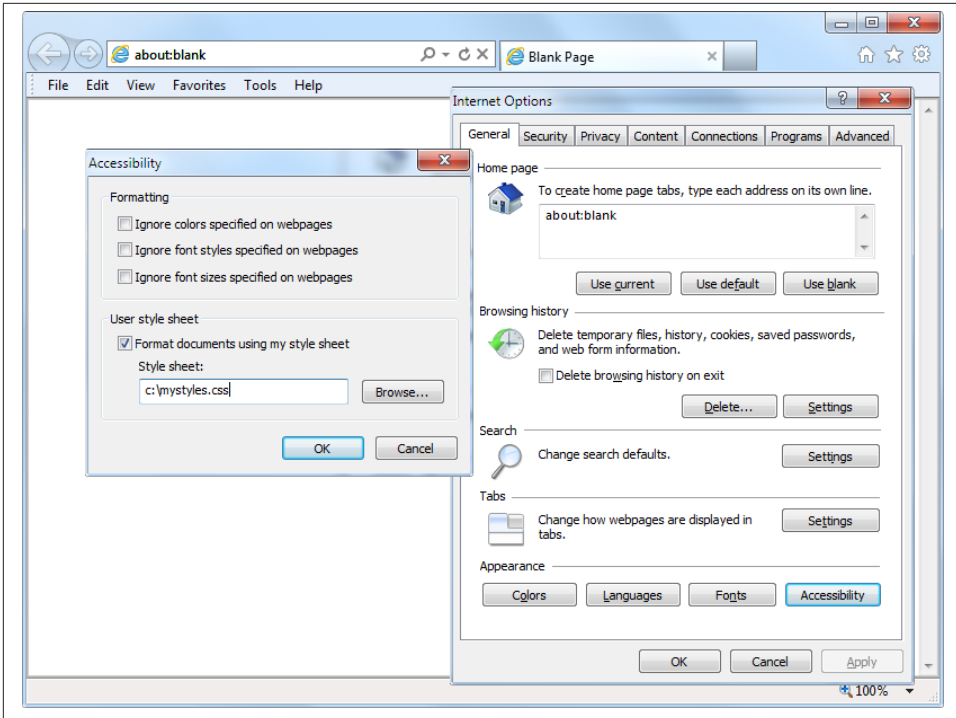 about:blank
Blank Page
File Edit View Favorites Tools Help
Internet Options
General Security Privacy Content Connections Programs Advanced
Home page
To create home page tabs, type each address on its own line.
about:blank
Use current Use default Use blank
Browsing history
Delete temporary files, history, cookies, saved passwords,
and web form information.
Delete browsing history on exit
Delete... Settings
Search
Change search defaults.
Settings
Tabs
Change how webpages are displayed in
tabs.
Settings
Appearance
Colors Languages Fonts Accessibility
OK Cancel Apply
Accessibility
Formatting
Ignore colors specified on webpages
Ignore font styles specified on webpages
Ignore font sizes specified on webpages
User style sheet
Format documents using my style sheet
Style sheet:
c:\mystyles.css
Browse...
OK Cancel
100%